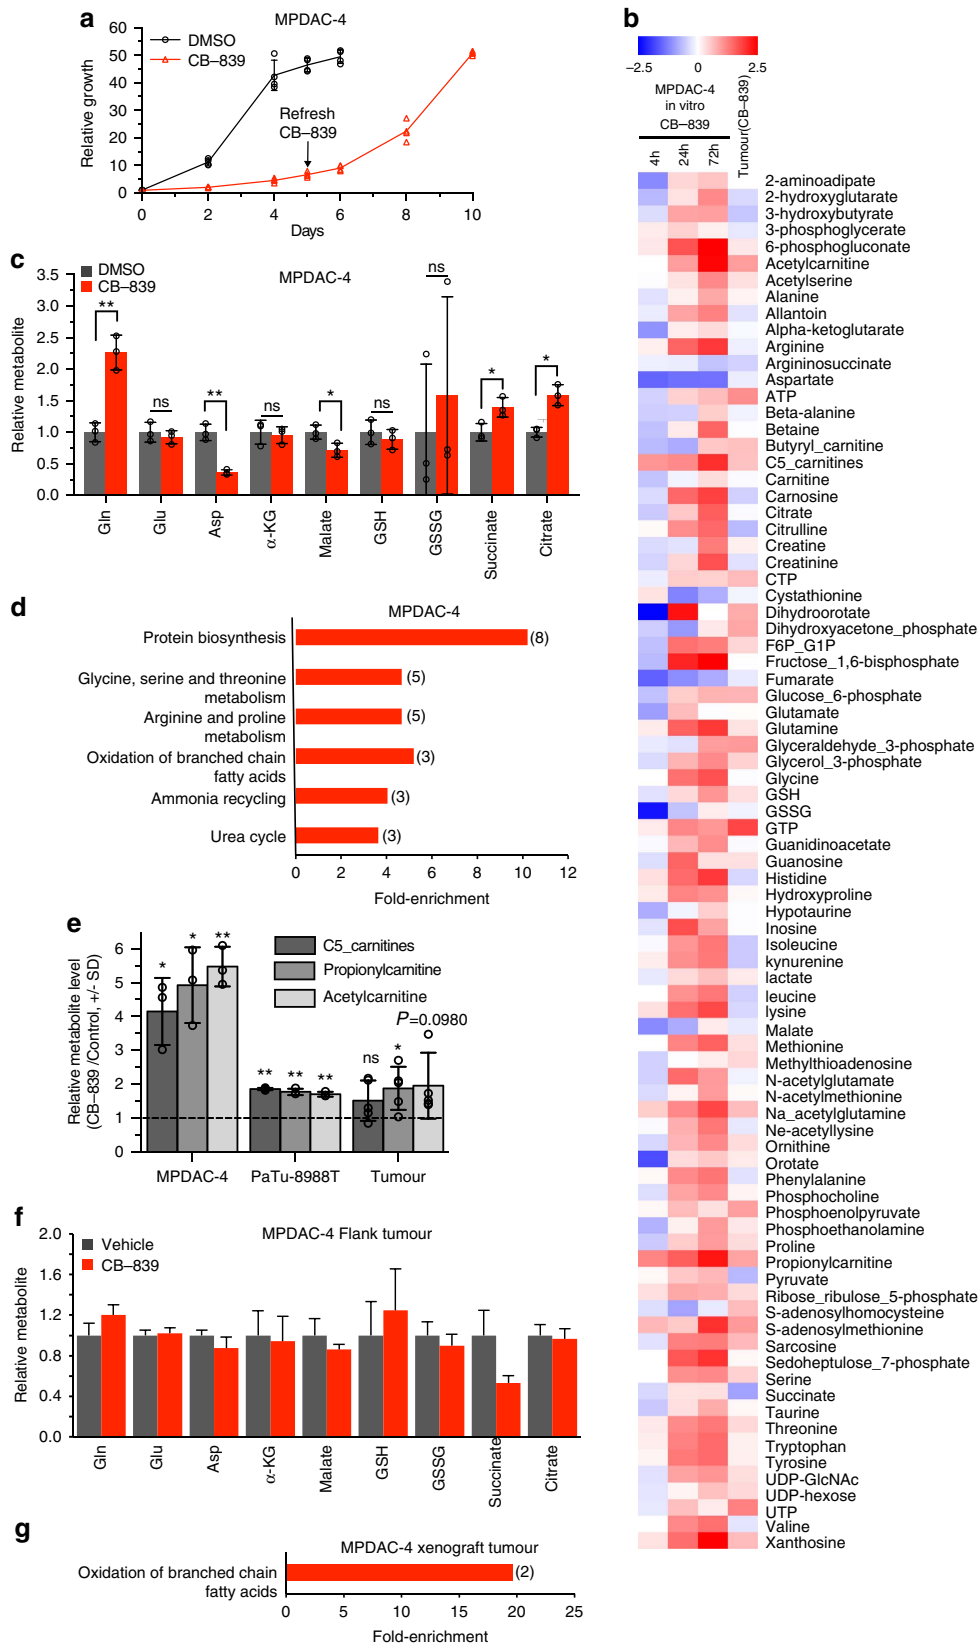 a
MPDAC-4
DMSO
CB–839
Refresh
CB–839
Relative growth
60
50
40
30
20
10
0
0 2 4 6 8 10
Days
b
−2.5 0 2.5
MPDAC-4
in vitro
CB–839
4h 24h 72h
Tumour(CB–839)
2-aminoadipate
2-hydroxyglutarate
3-hydroxybutyrate
3-phosphoglycerate
6-phosphogluconate
Acetylcarnitine
Acetylserine
Alanine
Allantoin
Alpha-ketoglutarate
Arginine
Argininosuccinate
Aspartate
ATP
Beta-alanine
Betaine
Butyryl_carnitine
C5_carnitines
Carnitine
Carnosine
Citrate
Citrulline
Creatine
Creatinine
CTP
Cystathionine
Dihydroorotate
Dihydroxyacetone_phosphate
F6P_G1P
Fructose_1,6-bisphosphate
Fumarate
Glucose_6-phosphate
Glutamate
Glutamine
Glyceraldehyde_3-phosphate
Glycerol_3-phosphate
Glycine
GSH
GSSG
GTP
Guanidinoacetate
Guanosine
Histidine
Hydroxyproline
Hypotaurine
Inosine
Isoleucine
kynurenine
lactate
leucine
lysine
Malate
Methionine
Methylthioadenosine
N-acetylglutamate
N-acetylmethionine
Na_acetylglutamine
Ne-acetyllysine
Ornithine
Orotate
Phenylalanine
Phosphocholine
Phosphoenolpyruvate
Phosphoethanolamine
Proline
Propionylcarnitine
Pyruvate
Ribose_ribulose_5-phosphate
S-adenosylhomocysteine
S-adenosylmethionine
Sarcosine
Sedoheptulose_7-phosphate
Serine
Succinate
Taurine
Threonine
Tryptophan
Tyrosine
UDP-GlcNAc
UDP-hexose
UTP
Valine
Xanthosine
c
DMSO
CB–839
MPDAC-4
Relative metabolite
3.5
3.0
2.5
2.0
1.5
1.0
0.5
0.0
** ns ** ns * ns ns * *
Gln Glu Asp α-KG Malate GSH GSSG Succinate Citrate
d
MPDAC-4
Protein biosynthesis (8)
Glycine, serine and threonine
metabolism (5)
Arginine and proline
metabolism (5)
Oxidation of branched chain
fatty acids (3)
Ammonia recycling (3)
Urea cycle (3)
0 2 4 6 8 10 12
Fold-enrichment
e
Relative metabolite level
(CB–839 /Control, +/− SD)
6
5
4
3
2
1
0
C5_carnitines
Propionylcarnitine
Acetylcarnitine
* * ** ** ** ** ns * P=0.0980
MPDAC-4 PaTu-8988T Tumour
f
MPDAC-4 Flank tumour
Vehicle
CB–839
Relative metabolite
2.0
1.6
1.2
0.8
0.4
0.0
Gln Glu Asp α-KG Malate GSH GSSG Succinate Citrate
g
MPDAC-4 xenograft tumour
Oxidation of branched chain
fatty acids (2)
0 5 10 15 20 25
Fold-enrichment